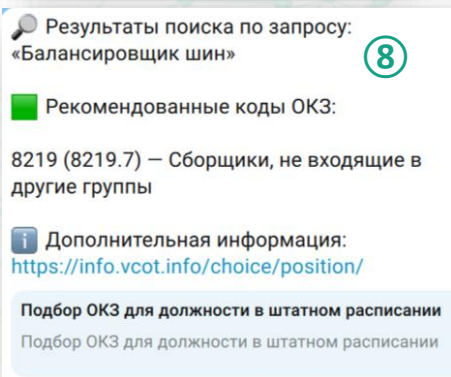 🔎 Результаты поиска по запросу:
«Балансировщик шин»
8
🟩 Рекомендованные коды ОКЗ:
8219 (8219.7) — Сборщики, не входящие в
другие группы
ℹ️ Дополнительная информация:
https://info.vcot.info/choice/position/
Подбор ОКЗ для должности в штатном расписании
Подбор ОКЗ для должности в штатном расписании